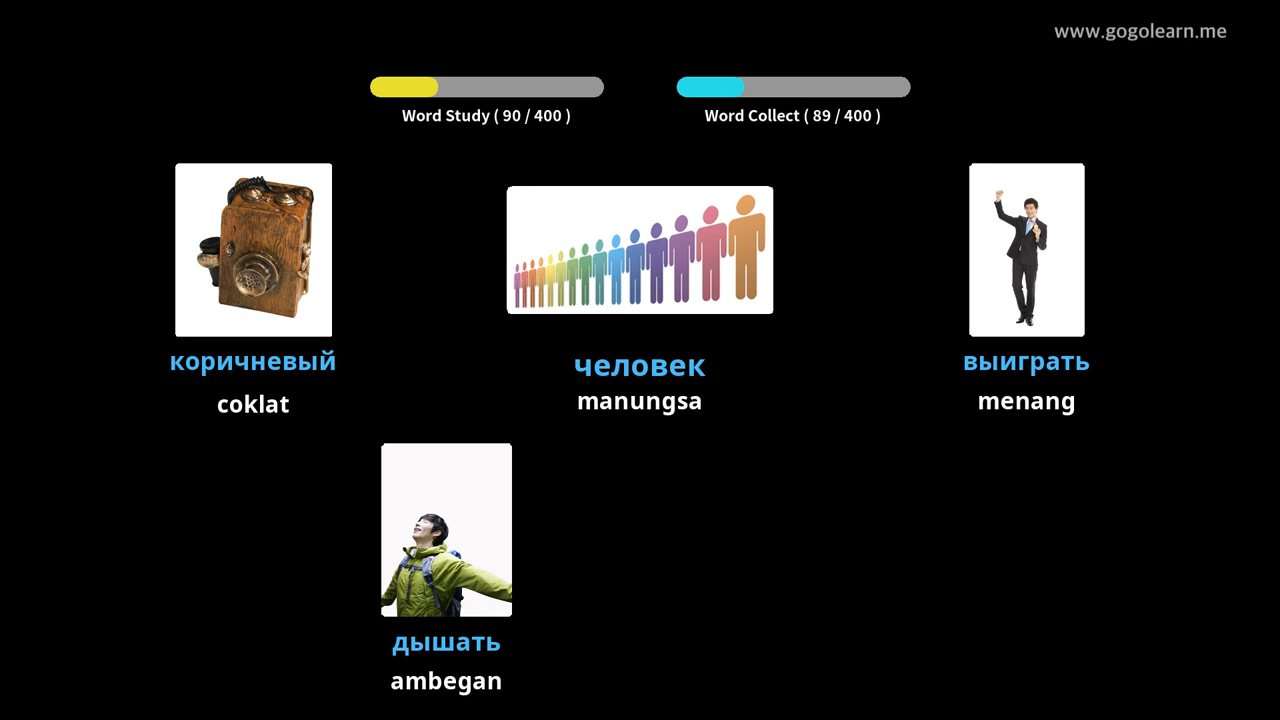 www.gogolearn.me
Word Study ( 90 / 400 )
Word Collect ( 89 / 400 )
коричневый
coklat
человек
manungsa
выиграть
menang
дышать
ambegan